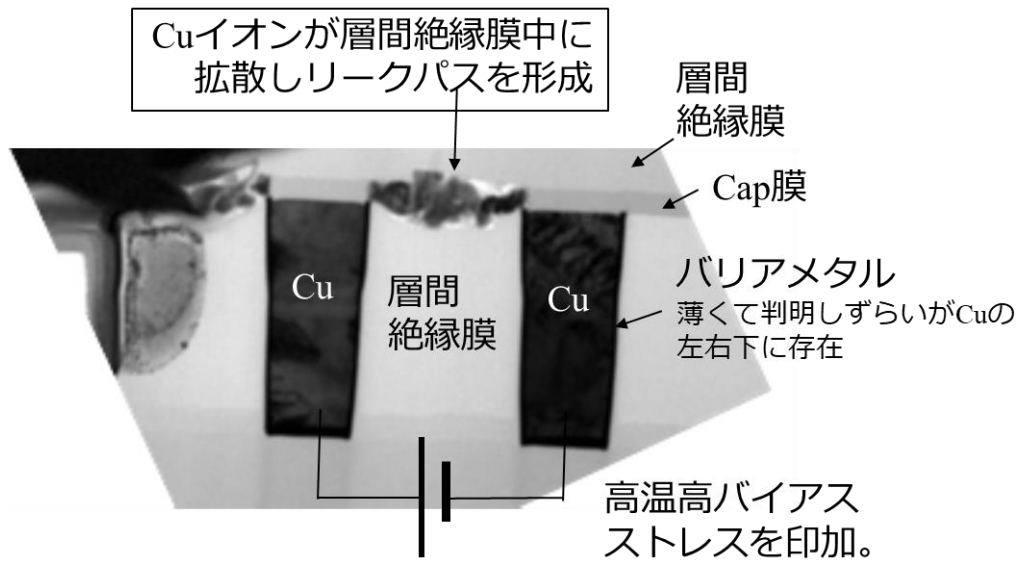 Cuイオンが層間絶縁膜中に
拡散しリークパスを形成
層間
絶縁膜
Cap膜
バリアメタル
薄くて判明しずらいがCuの
左右下に存在
Cu
層間
絶縁膜
Cu
高温高バイアス
ストレスを印加。